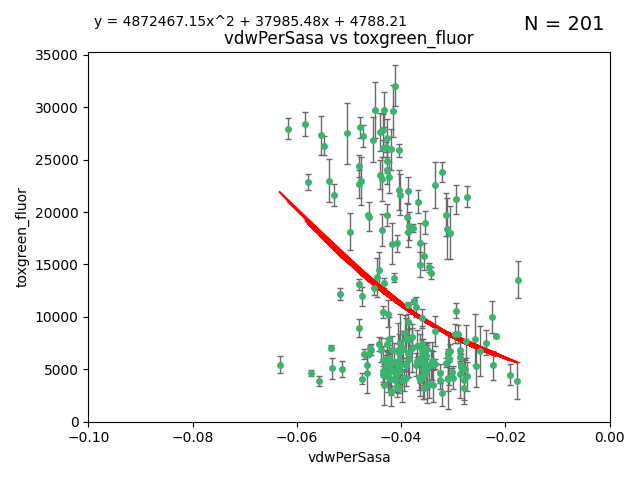 y = 4872467.15x^2 + 37985.48x + 4788.21
N = 201
vdwPerSasa vs toxgreen_fluor
35000
30000
25000
20000
15000
10000
5000
0
toxgreen_fluor
−0.10 −0.08 −0.06 −0.04 −0.02 0.00
vdwPerSasa